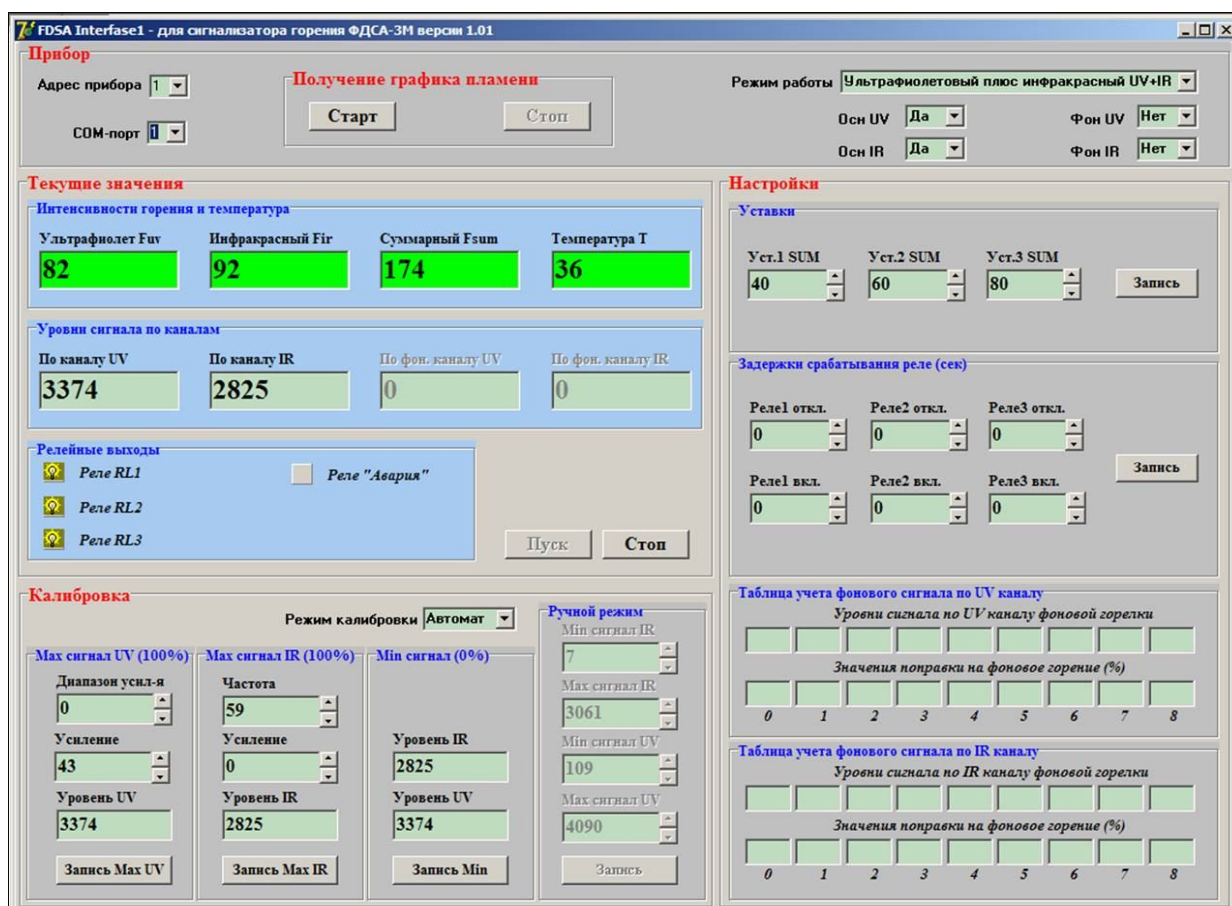 FDSA Interfase1 - для сигнализатора горения ФДСА-3М версии 1.01
Прибор
Адрес прибора 1
COM-порт 1
Получение графика пламени
Старт Стоп
Режим работы Ультрафиолетовый плюс инфракрасный UV+IR
Осн UV Да Фон UV Нет
Осн IR Да Фон IR Нет
Текущие значения
Интенсивности горения и температура
Ультрафиолет Fuv Инфракрасный Fir Суммарный Fsum Температура T
82 92 174 36
Уровни сигнала по каналам
По каналу UV По каналу IR По фон. каналу UV По фон. каналу IR
3374 2825 0 0
Релейные выходы
Реле RL1 Реле "Авария"
Реле RL2
Реле RL3
Пуск Стоп
Настройки
Уставки
Уст.1 SUM Уст.2 SUM Уст.3 SUM
40 60 80 Запись
Задержки срабатывания реле (сек)
Реле1 откл. Реле2 откл. Реле3 откл.
0 0 0
Запись
Реле1 вкл. Реле2 вкл. Реле3 вкл.
0 0 0
Калибровка
Режим калибровки Автомат
Max сигнал UV (100%)
Диапазон усил-я
0
Усиление
43
Уровень UV
3374
Запись Max UV
Max сигнал IR (100%)
Частота
59
Усиление
0
Уровень IR
2825
Запись Max IR
Min сигнал (0%)
Уровень IR
2825
Уровень UV
3374
Запись Min
Ручной режим
Min сигнал IR
7
Max сигнал IR
3061
Min сигнал UV
109
Max сигнал UV
4090
Запись
Таблица учета фонового сигнала по UV каналу
Уровни сигнала по UV каналу фоновой горелки
Значения поправки на фоновое горение (%)
0 1 2 3 4 5 6 7 8
Таблица учета фонового сигнала по IR каналу
Уровни сигнала по IR каналу фоновой горелки
Значения поправки на фоновое горение (%)
0 1 2 3 4 5 6 7 8